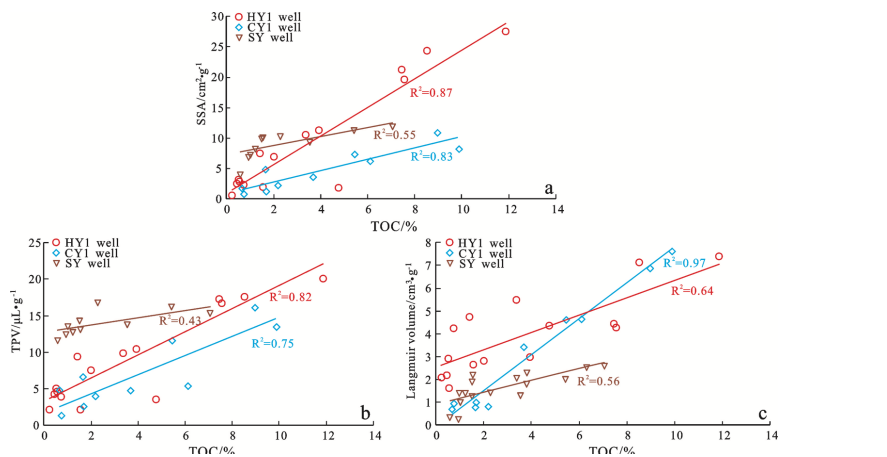 30
25
20
15
10
5
0
SSA/cm²•g⁻¹
HY1 well
CY1 well
SY well
R²=0.87
R²=0.55
R²=0.83
a
0 2 4 6 8 10 12 14
TOC/%
25
20
15
10
5
0
TPV/μL•g⁻¹
HY1 well
CY1 well
SY well
R²=0.82
R²=0.43
R²=0.75
b
0 2 4 6 8 10 12 14
TOC/%
8
7
6
5
4
3
2
1
0
Langmuir volume/cm³•g⁻¹
HY1 well
CY1 well
SY well
R²=0.97
R²=0.64
R²=0.56
c
0 2 4 6 8 10 12 14
TOC/%